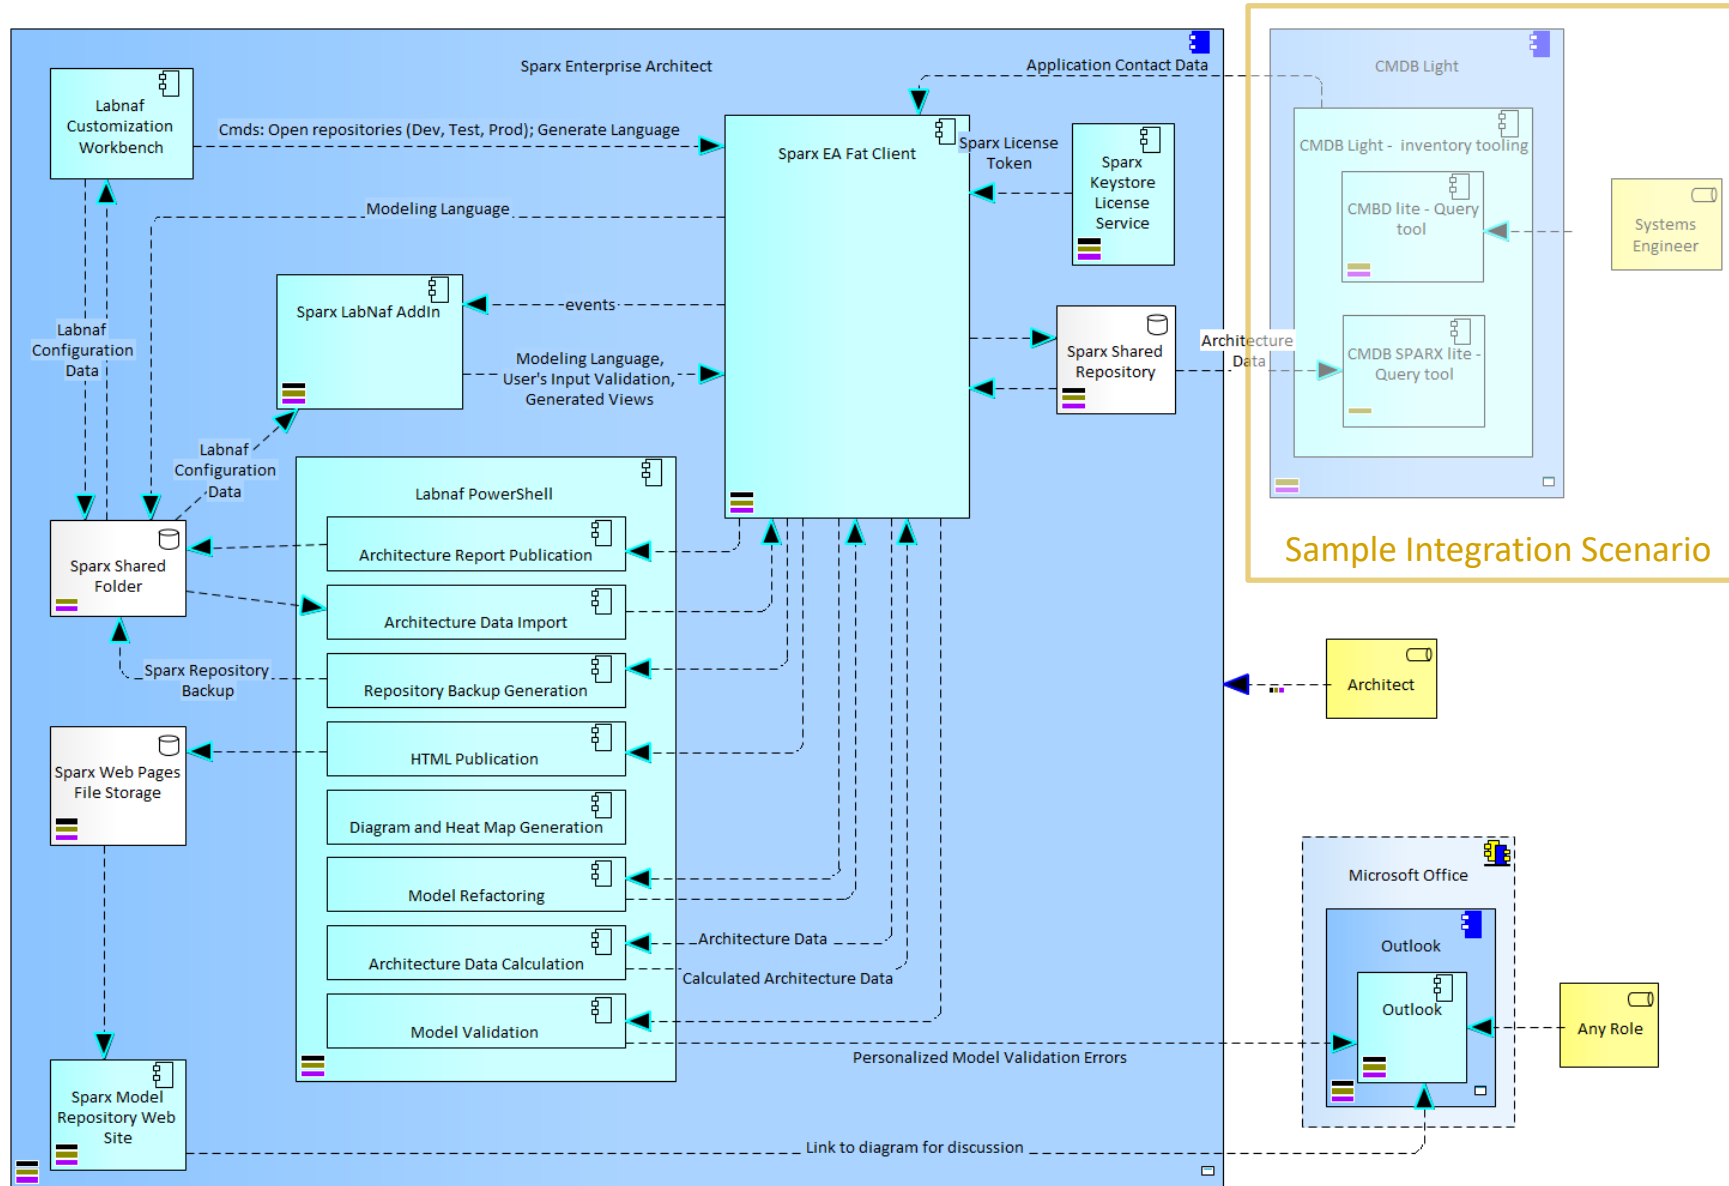 Sparx Enterprise Architect
Application Contact Data
CMDB Light
Labnaf
Customization
Workbench
Cmds: Open repositories (Dev, Test, Prod); Generate Language
Sparx EA Fat Client
Sparx License
Token
Sparx
Keystore
License
Service
CMDB Light -  inventory tooling
CMBD lite - Query
tool
Systems
Engineer
Modeling Language
Sparx LabNaf AddIn
events
Labnaf
Configuration
Data
Modeling Language,
User's Input Validation,
Generated Views
Sparx Shared
Repository
Architecture
Data
CMDB SPARX lite -
Query tool
Labnaf
Configuration
Data
Labnaf PowerShell
Sample Integration Scenario
Sparx Shared
Folder
Architecture Report Publication
Architecture Data Import
Sparx Repository
Backup
Repository Backup Generation
Architect
HTML Publication
Sparx Web Pages
File Storage
Diagram and Heat Map Generation
Model Refactoring
Microsoft Office
Architecture Data
Outlook
Architecture Data Calculation
Calculated Architecture Data
Outlook
Model Validation
Any Role
Personalized Model Validation Errors
Sparx Model
Repository Web
Site
Link to diagram for discussion